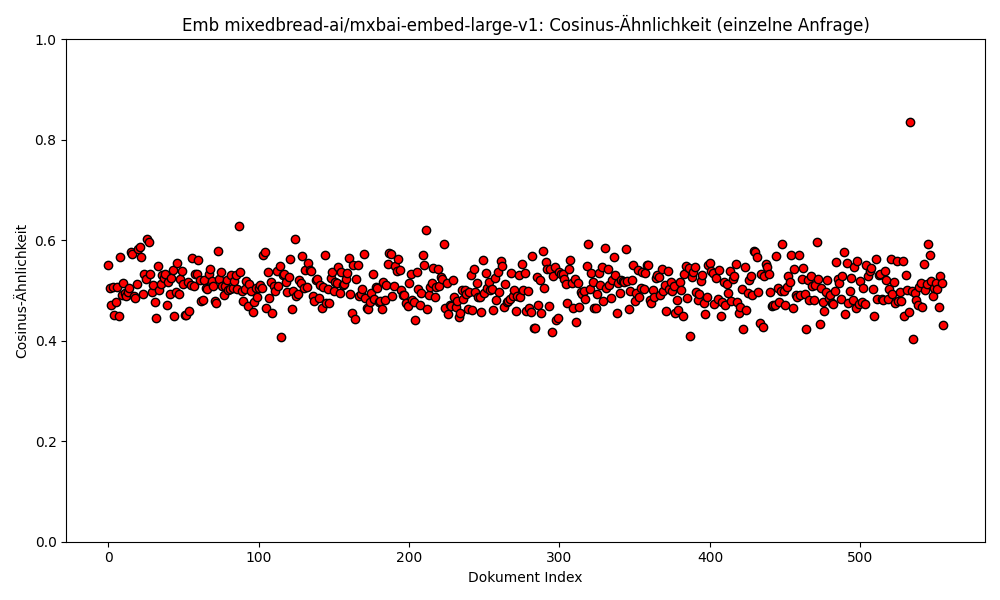 Emb mixedbread-ai/mxbai-embed-large-v1: Cosinus-Ähnlichkeit (einzelne Anfrage)
1.0
0.8
0.6
0.4
0.2
0.0
Cosinus-Ähnlichkeit
0 100 200 300 400 500
Dokument Index